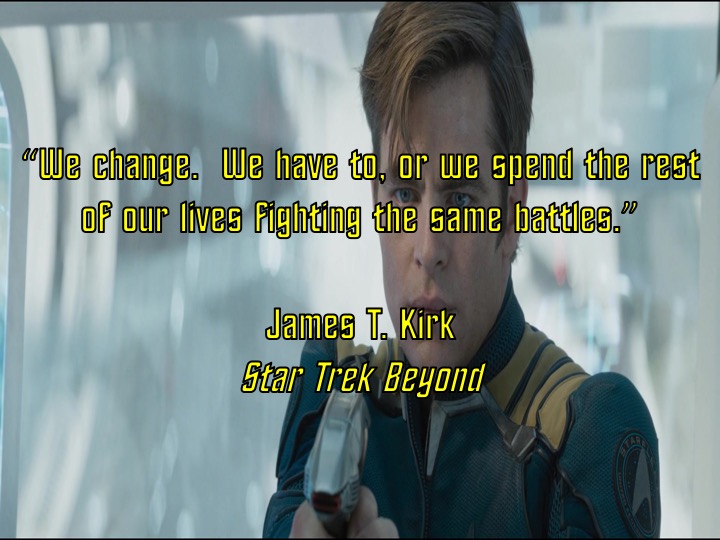 “We change.  We have to, or we spend the rest
of our lives fighting the same battles.”
James T. Kirk
Star Trek Beyond